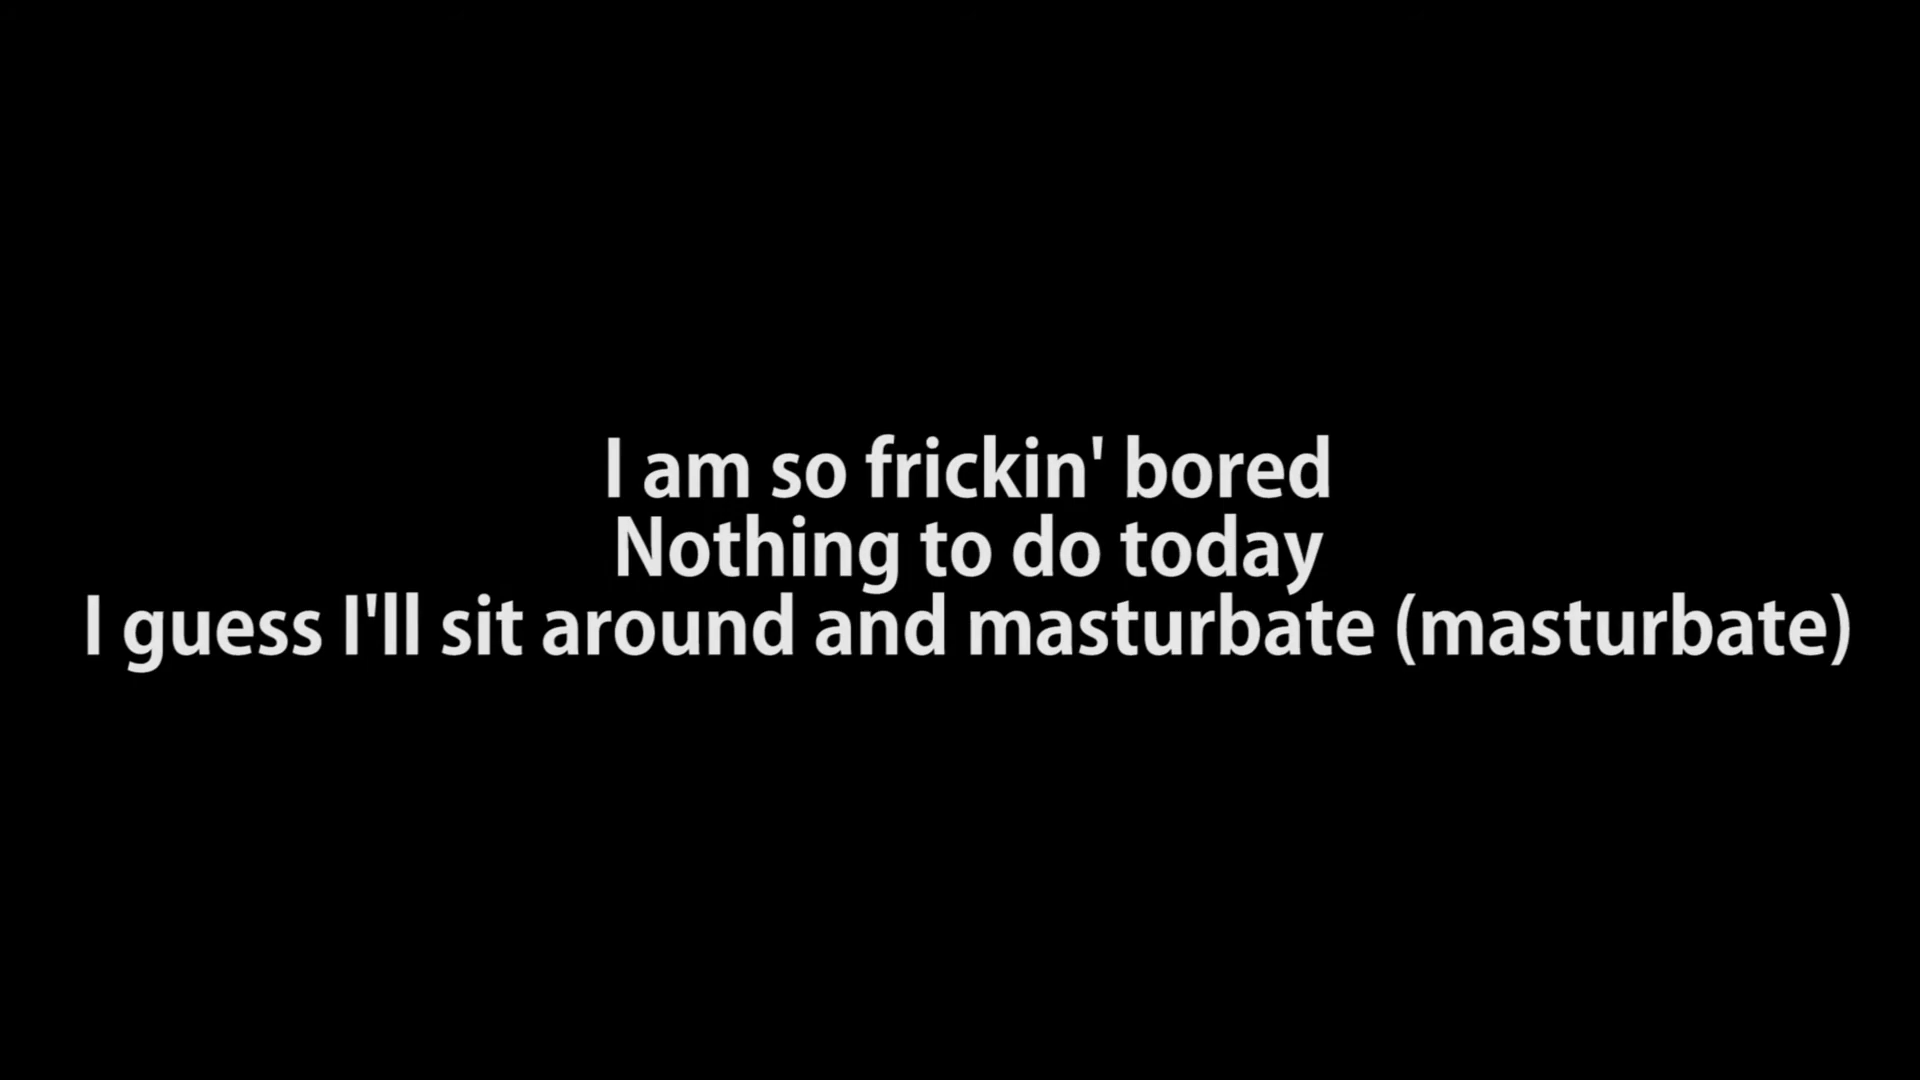 I am so frickin' bored
Nothing to do today
I guess I'll sit around and masturbate (masturbate)